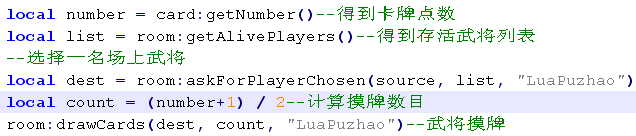 local number = card:getNumber()--得到卡牌点数
local list = room:getAlivePlayers()--得到存活武将列表
--选择一名场上武将
local dest = room:askForPlayerChosen(source, list, "LuaPuzhao")
local count = (number+1) / 2--计算摸牌数目
room:drawCards(dest, count, "LuaPuzhao")--武将摸牌